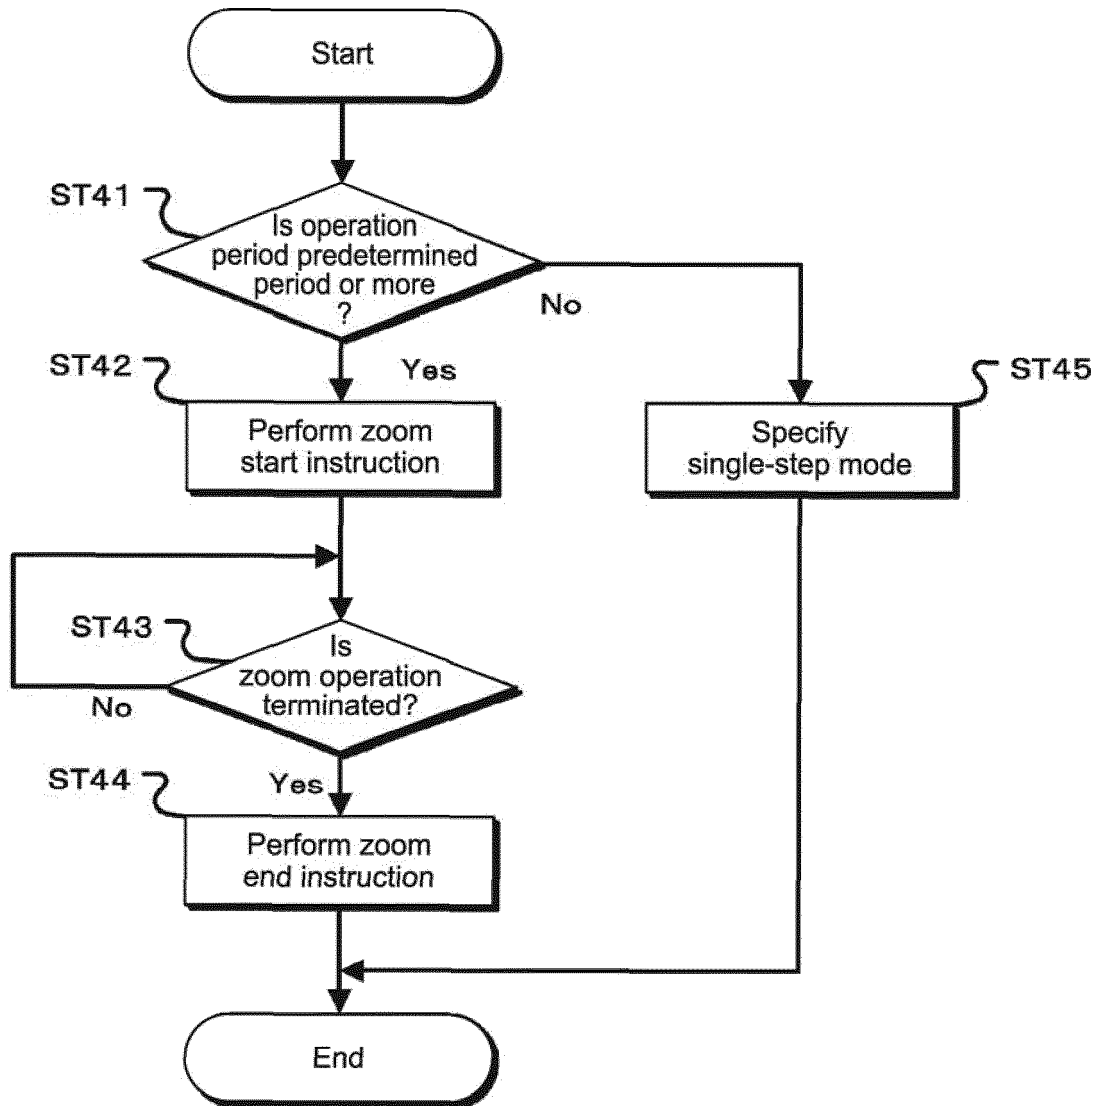 Start
ST41
Is operation
period predetermined
period or more
?
No
Yes
ST42
Perform zoom
start instruction
ST45
Specify
single-step mode
ST43
Is
zoom operation
terminated?
No
Yes
ST44
Perform zoom
end instruction
End